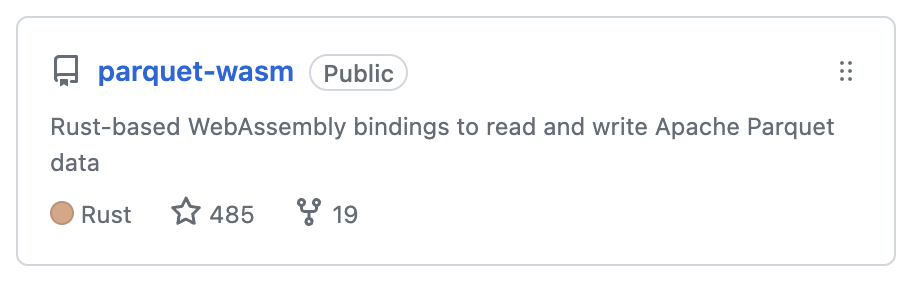 parquet-wasm Public
Rust-based WebAssembly bindings to read and write Apache Parquet
data
Rust 485 19